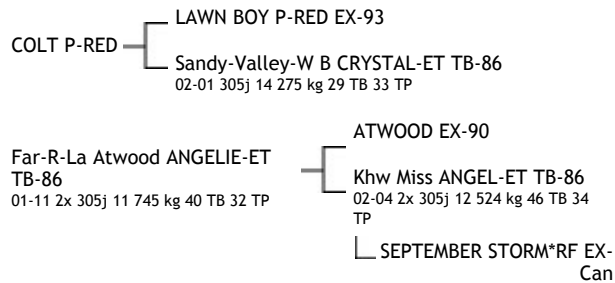 LAWN BOY P-RED EX-93
COLT P-RED
Sandy-Valley-W B CRYSTAL-ET TB-86
02-01 305j 14 275 kg 29 TB 33 TP
ATWOOD EX-90
Far-R-La Atwood ANGELIE-ET
TB-86
01-11 2x 305j 11 745 kg 40 TB 32 TP
Khw Miss ANGEL-ET TB-86
02-04 2x 305j 12 524 kg 46 TB 34
TP
SEPTEMBER STORM*RF EX-
Can